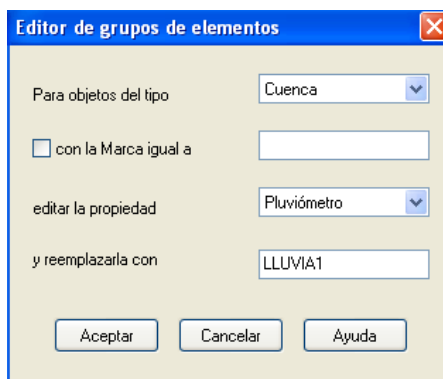 Editor de grupos de elementos
Para objetos del tipo Cuenca
con la Marca igual a
editar la propiedad Pluviómetro
y reemplazarla con LLUVIA1
Aceptar Cancelar Ayuda